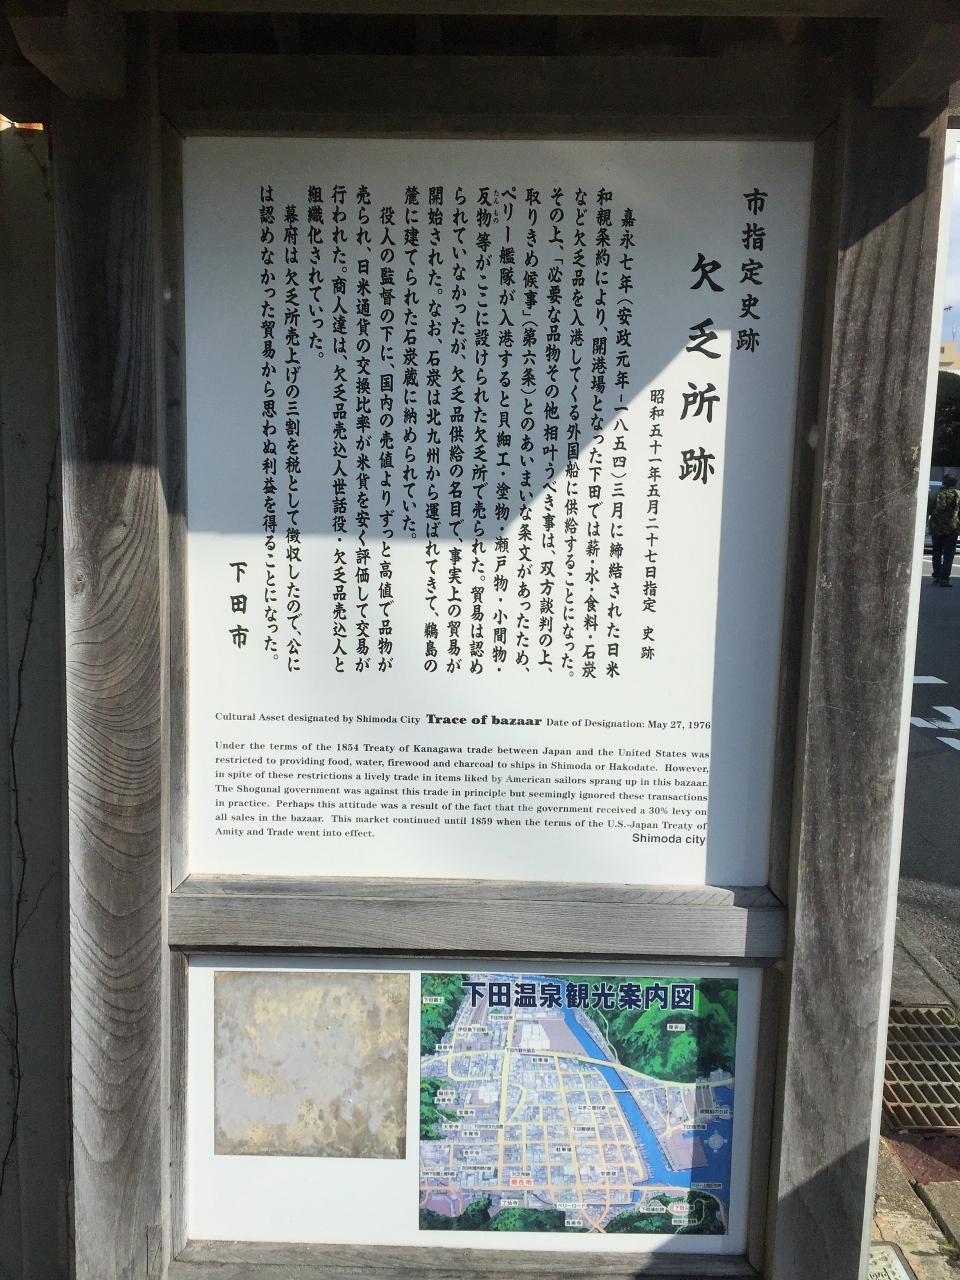 市指定史跡
欠乏所跡
昭和五十一年五月二十七日指定 史跡
嘉永七年(安政元年-一八五四)三月に締結された日米
和親条約により、開港場となった下田では薪・水・食料・石炭
など欠乏品を入港してくる外国船に供給することになった。
その上、「必要な品物その他相叶うべき事は、双方談判の上、
取りきめ候事」(第六条)とのあいまいな条文があったため、
ペリー艦隊が入港すると貝細工・塗物・瀬戸物・小間物・
反物等がここに設けられた欠乏所で売られた。貿易は認め
たんもの
られていなかったが、欠乏品供給の名目で、事実上の貿易が
開始された。なお、石炭は北九州から運ばれてきて、鵜島の
麓に建てられた石炭蔵に納められていた。
役人の監督の下に、国内の売値よりずっと高値で品物が
売られ、日米通貨の交換比率が米貨を安く評価して交易が
行われた。商人達は、欠乏品売込人世話役・欠乏品売込人と
組織化されていった。
幕府は欠乏所売上げの三割を税として徴収したので、公に
は認めなかった貿易から思わぬ利益を得ることになった。
下田市
Cultural Asset designated by Shimoda City Trace of bazaar Date of Designation: May 27, 1976
Under the terms of the 1854 Treaty of Kanagawa trade between Japan and the United States was
restricted to providing food, water, firewood and charcoal to ships in Shimoda or Hakodate. However,
in spite of these restrictions a lively trade in items liked by American sailors sprang up in this bazaar.
The Shogunal government was against this trade in principle but seemingly ignored these transactions
in practice. Perhaps this attitude was a result of the fact that the government received a 30% levy on
all sales in the bazaar. This market continued until 1859 when the terms of the U.S.-Japan Treaty of
Amity and Trade went into effect.
Shimoda city
下田温泉観光案内図
現在地
ペリーロード